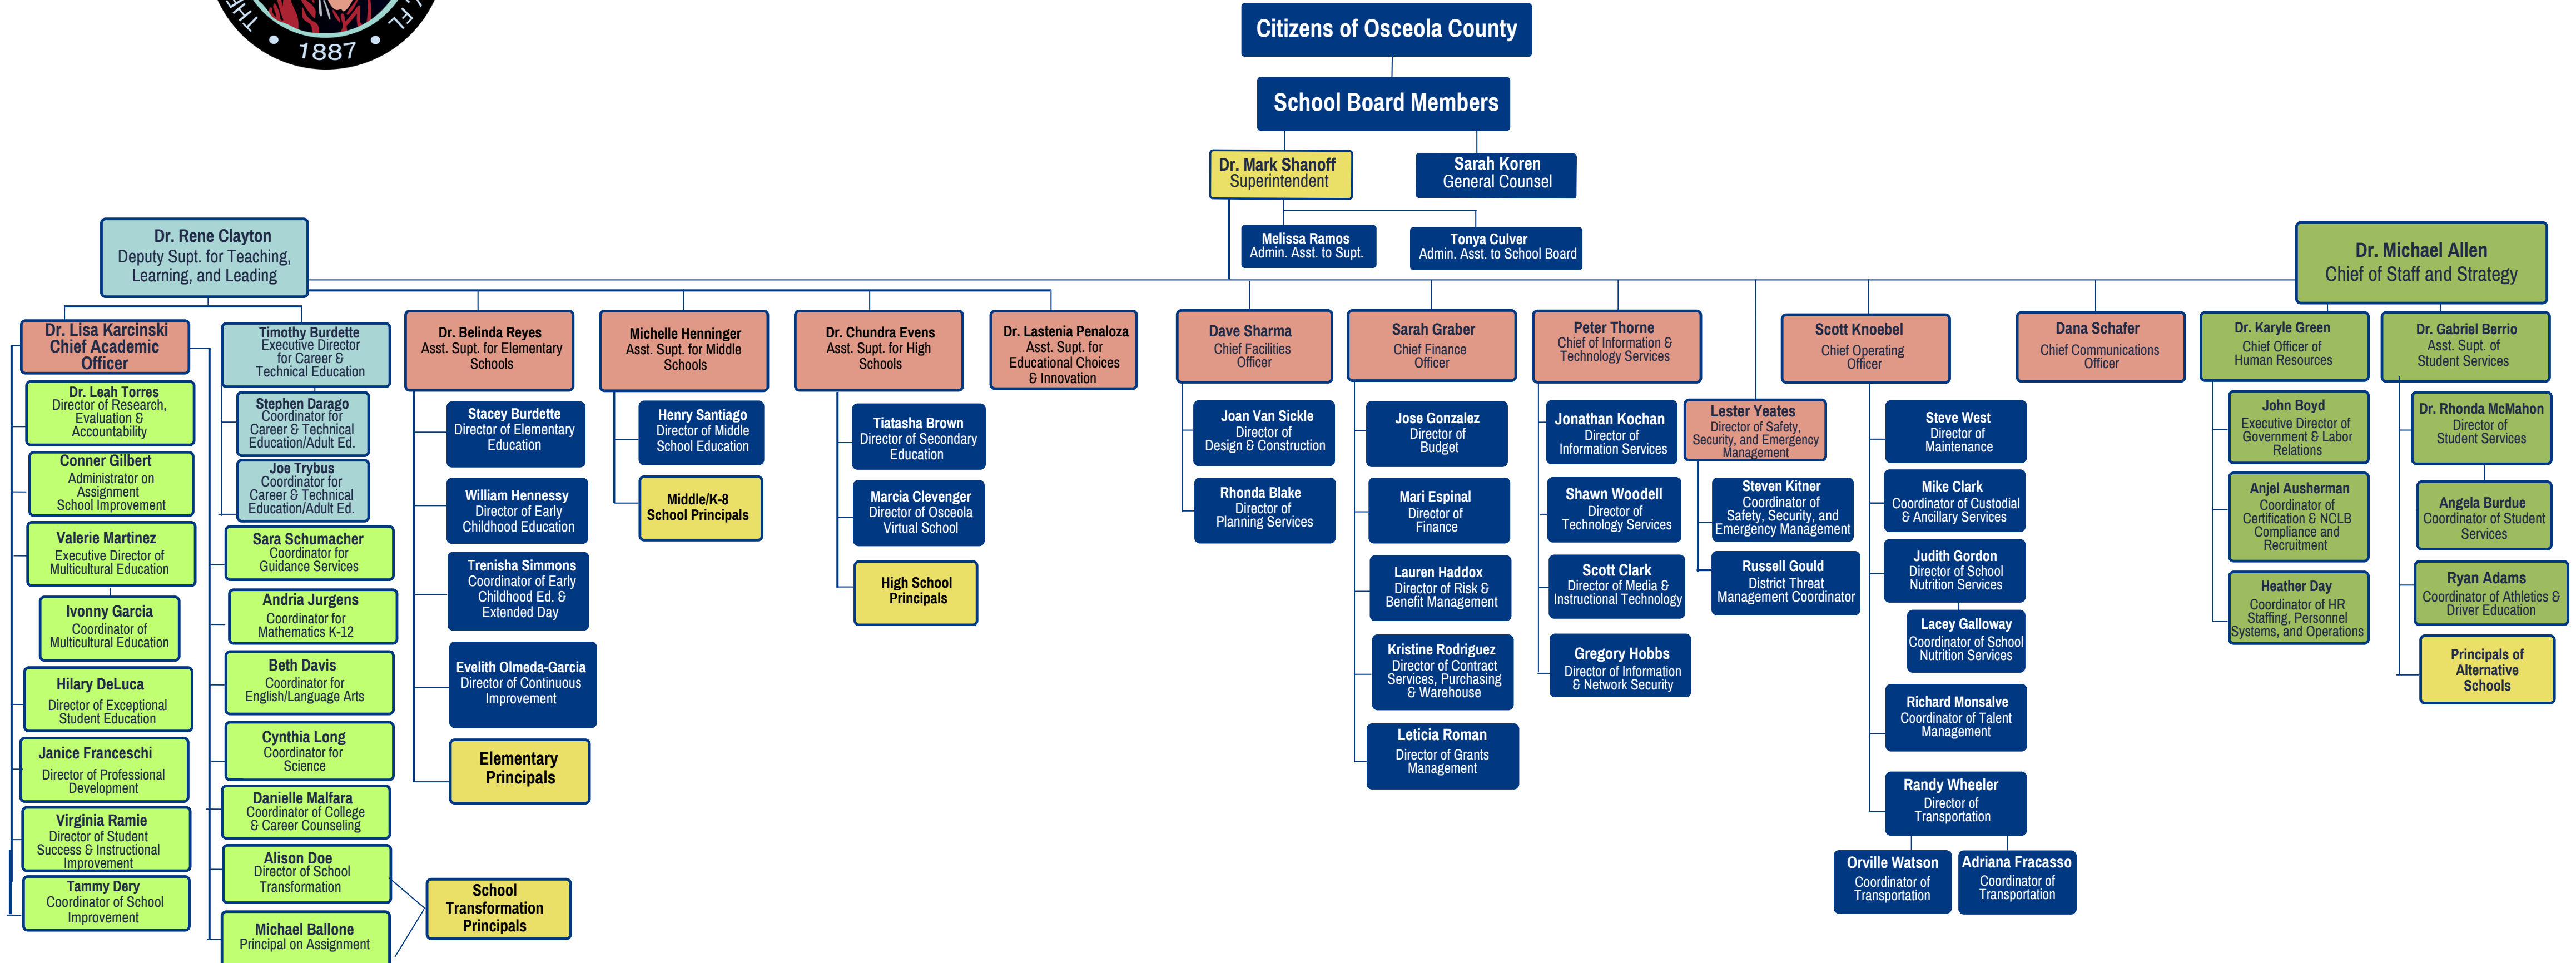 THE
1887
, FL
Citizens of Osceola County
School Board Members
Dr. Mark Shanoff
Superintendent
Sarah Koren
General Counsel
Melissa Ramos
Admin. Asst. to Supt.
Tonya Culver
Admin. Asst. to School Board
Dr. Rene Clayton
Deputy Supt. for Teaching,
Learning, and Leading
Dr. Michael Allen
Chief of Staff and Strategy
Dr. Lisa Karcinski
Chief Academic
Officer
Timothy Burdette
Executive Director
for Career &
Technical Education
Dr. Belinda Reyes
Asst. Supt. for Elementary
Schools
Michelle Henninger
Asst. Supt. for Middle
Schools
Dr. Chundra Evens
Asst. Supt. for High
Schools
Dr. Lastenia Penaloza
Asst. Supt. for
Educational Choices
& Innovation
Dave Sharma
Chief Facilities
Officer
Sarah Graber
Chief Finance
Officer
Peter Thorne
Chief of Information &
Technology Services
Scott Knoebel
Chief Operating
Officer
Dana Schafer
Chief Communications
Officer
Dr. Karyle Green
Chief Officer of
Human Resources
Dr. Gabriel Berrio
Asst. Supt. of
Student Services
Dr. Leah Torres
Director of Research,
Evaluation &
Accountability
Conner Gilbert
Administrator on
Assignment
School Improvement
Valerie Martinez
Executive Director of
Multicultural Education
Ivonny Garcia
Coordinator of
Multicultural Education
Hilary DeLuca
Director of Exceptional
Student Education
Janice Franceschi
Director of Professional
Development
Virginia Ramie
Director of Student
Success & Instructional
Improvement
Tammy Dery
Coordinator of School
Improvement
Stephen Darago
Coordinator for
Career & Technical
Education/Adult Ed.
Joe Trybus
Coordinator for
Career & Technical
Education/Adult Ed.
Sara Schumacher
Coordinator for
Guidance Services
Andria Jurgens
Coordinator for
Mathematics K-12
Beth Davis
Coordinator for
English/Language Arts
Cynthia Long
Coordinator for
Science
Danielle Malfara
Coordinator of College
& Career Counseling
Alison Doe
Director of School
Transformation
Michael Ballone
Principal on Assignment
School
Transformation
Principals
Stacey Burdette
Director of Elementary
Education
William Hennessy
Director of Early
Childhood Education
Trenisha Simmons
Coordinator of Early
Childhood Ed. &
Extended Day
Evelith Olmeda-Garcia
Director of Continuous
Improvement
Elementary
Principals
Henry Santiago
Director of Middle
School Education
Middle/K-8
School Principals
Tiatasha Brown
Director of Secondary
Education
Marcia Clevenger
Director of Osceola
Virtual School
High School
Principals
Joan Van Sickle
Director of
Design & Construction
Rhonda Blake
Director of
Planning Services
Jose Gonzalez
Director of
Budget
Mari Espinal
Director of
Finance
Lauren Haddox
Director of Risk &
Benefit Management
Kristine Rodriguez
Director of Contract
Services, Purchasing
& Warehouse
Leticia Roman
Director of Grants
Management
Jonathan Kochan
Director of
Information Services
Shawn Woodell
Director of
Technology Services
Scott Clark
Director of Media &
Instructional Technology
Gregory Hobbs
Director of Information
& Network Security
Lester Yeates
Director of Safety,
Security, and Emergency
Management
Steven Kitner
Coordinator of
Safety, Security, and
Emergency Management
Russell Gould
District Threat
Management Coordinator
Steve West
Director of
Maintenance
Mike Clark
Coordinator of Custodial
& Ancillary Services
Judith Gordon
Director of School
Nutrition Services
Lacey Galloway
Coordinator of School
Nutrition Services
Richard Monsalve
Coordinator of Talent
Management
Randy Wheeler
Director of
Transportation
Orville Watson
Coordinator of
Transportation
Adriana Fracasso
Coordinator of
Transportation
John Boyd
Executive Director of
Government & Labor
Relations
Anjel Ausherman
Coordinator of
Certification & NCLB
Compliance and
Recruitment
Heather Day
Coordinator of HR
Staffing, Personnel
Systems, and Operations
Dr. Rhonda McMahon
Director of
Student Services
Angela Burdue
Coordinator of Student
Services
Ryan Adams
Coordinator of Athletics &
Driver Education
Principals of
Alternative
Schools